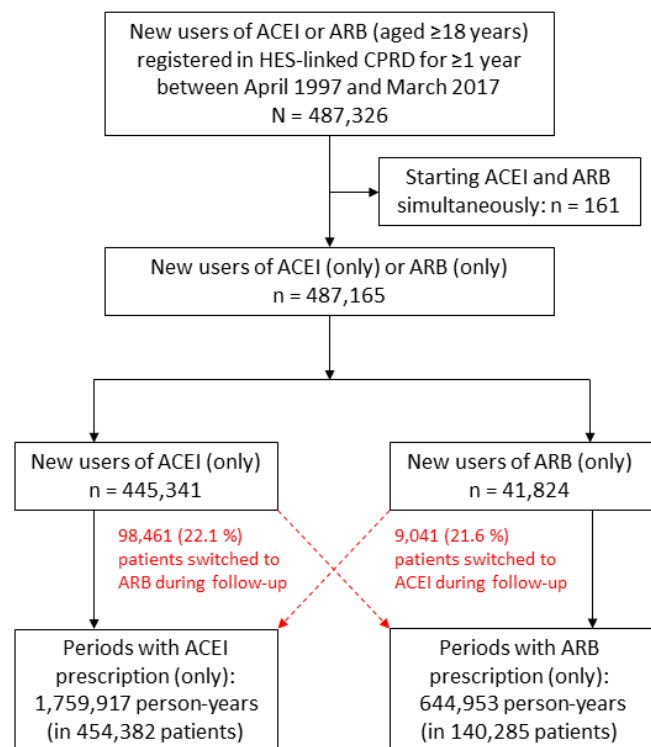 New users of ACEI or ARB (aged ≥18 years)
registered in HES-linked CPRD for ≥1 year
between April 1997 and March 2017
N = 487,326
Starting ACEI and ARB
simultaneously: n = 161
New users of ACEI (only) or ARB (only)
n = 487,165
New users of ACEI (only)
n = 445,341
New users of ARB (only)
n = 41,824
98,461 (22.1 %)
patients switched to
ARB during follow-up
9,041 (21.6 %)
patients switched to
ACEI during follow-up
Periods with ACEI
prescription (only):
1,759,917 person-years
(in 454,382 patients)
Periods with ARB
prescription (only):
644,953 person-years
(in 140,285 patients)